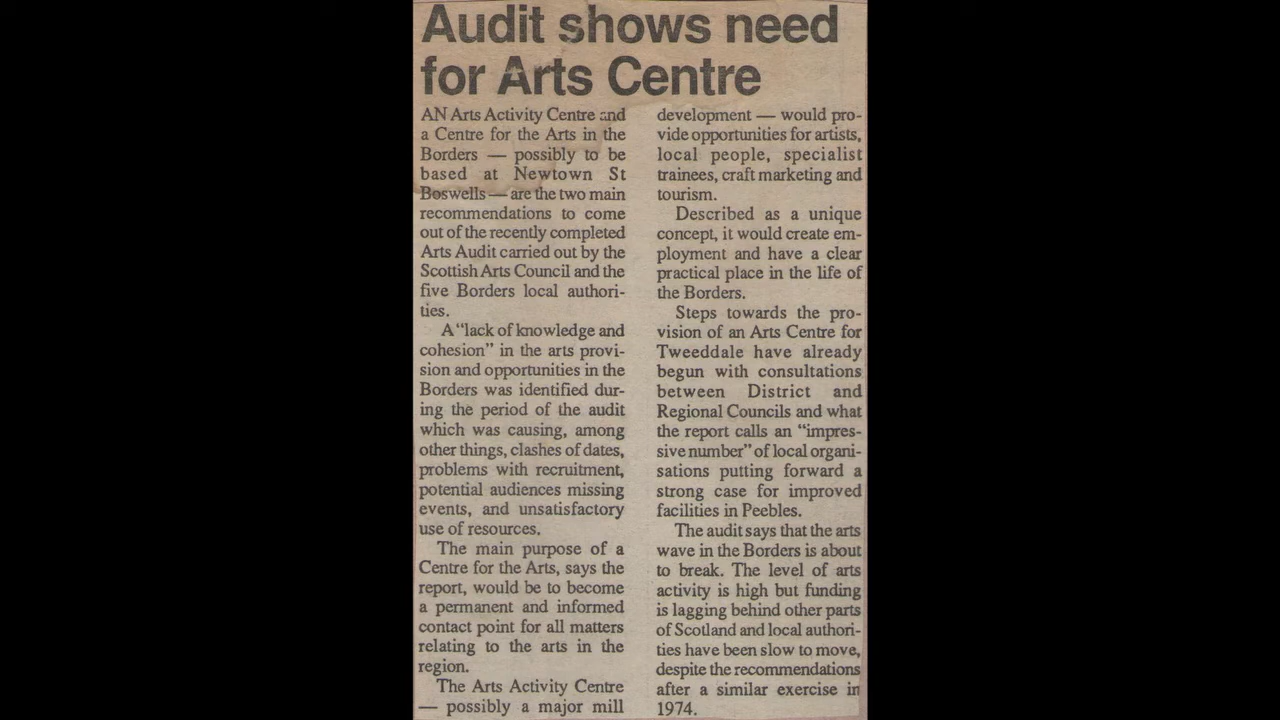 Audit shows need
for Arts Centre
AN Arts Activity Centre and
a Centre for the Arts in the
Borders — possibly to be
based at Newtown St
Boswells — are the two main
recommendations to come
out of the recently completed
Arts Audit carried out by the
Scottish Arts Council and the
five Borders local authori-
ties.
A "lack of knowledge and
cohesion" in the arts provi-
sion and opportunities in the
Borders was identified dur-
ing the period of the audit
which was causing, among
other things, clashes of dates,
problems with recruitment,
potential audiences missing
events, and unsatisfactory
use of resources.
The main purpose of a
Centre for the Arts, says the
report, would be to become
a permanent and informed
contact point for all matters
relating to the arts in the
region.
The Arts Activity Centre
— possibly a major mill
development — would pro-
vide opportunities for artists,
local people, specialist
trainees, craft marketing and
tourism.
Described as a unique
concept, it would create em-
ployment and have a clear
practical place in the life of
the Borders.
Steps towards the pro-
vision of an Arts Centre for
Tweeddale have already
begun with consultations
between District and
Regional Councils and what
the report calls an "impres-
sive number" of local organi-
sations putting forward a
strong case for improved
facilities in Peebles.
The audit says that the arts
wave in the Borders is about
to break. The level of arts
activity is high but funding
is lagging behind other parts
of Scotland and local authori-
ties have been slow to move,
despite the recommendations
after a similar exercise in
1974.